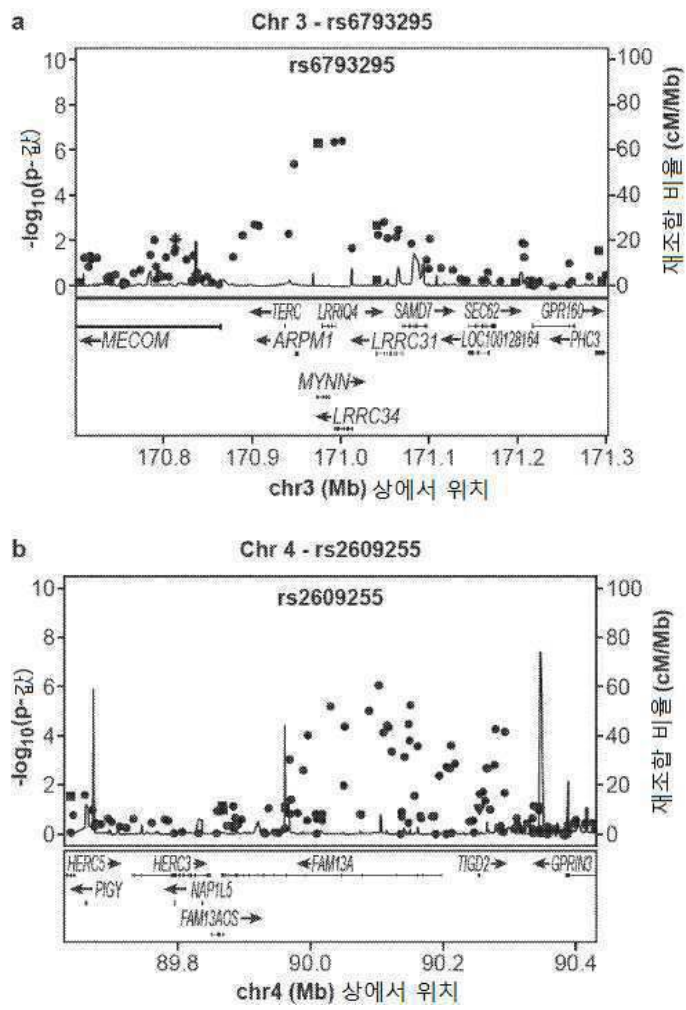 a
Chr 3 - rs6793295
rs6793295
10
8
6
4
2
0
-log10(p-값)
100
80
60
40
20
0
재조합 비율 (cM/Mb)
←TERC LRRIQ4→ SAMD7→ SEC62→ GPR160→
←MECOM ←ARPM1 ←LRRC31 ←LOC100128164 ←PHC3
MYNN→
←LRRC34
170.8 170.9 171.0 171.1 171.2 171.3
chr3 (Mb) 상에서 위치
b
Chr 4 - rs2609255
rs2609255
10
8
6
4
2
0
-log10(p-값)
100
80
60
40
20
0
재조합 비율 (cM/Mb)
HERC5→ HERC3→ ←FAM13A TIGD2→ ←GPRIN3
←PIGY ←NAP1L5
FAM13AOS→
89.8 90.0 90.2 90.4
chr4 (Mb) 상에서 위치